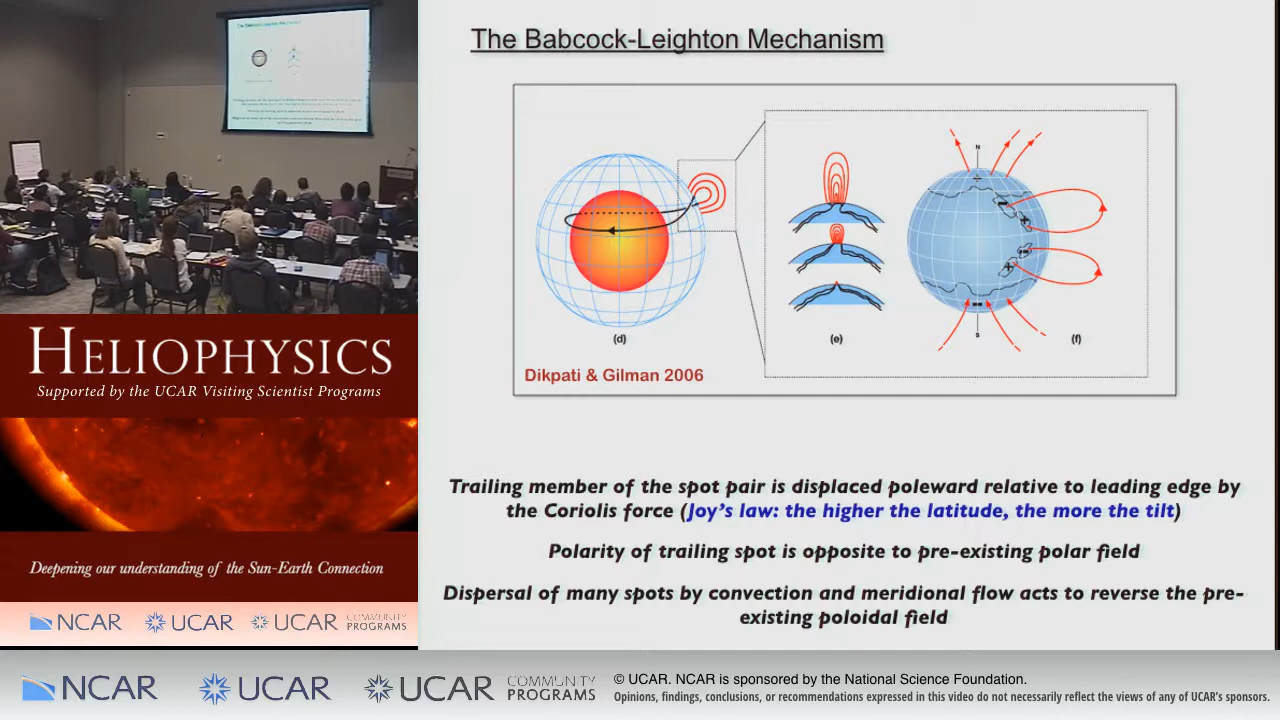 The Babcock-Leighton Mechanism
N
S
(d)
(e)
(f)
Dikpati & Gilman 2006
Trailing member of the spot pair is displaced poleward relative to leading edge by
the Coriolis force (Joy's law: the higher the latitude, the more the tilt)
Polarity of trailing spot is opposite to pre-existing polar field
Dispersal of many spots by convection and meridional flow acts to reverse the pre-
existing poloidal field
HELIOPHYSICS
Supported by the UCAR Visiting Scientist Programs
Deepening our understanding of the Sun-Earth Connection
NCAR
UCAR
UCAR
COMMUNITY
PROGRAMS
NCAR
UCAR
UCAR
COMMUNITY
PROGRAMS
© UCAR. NCAR is sponsored by the National Science Foundation.
Opinions, findings, conclusions, or recommendations expressed in this video do not necessarily reflect the views of any of UCAR's sponsors.